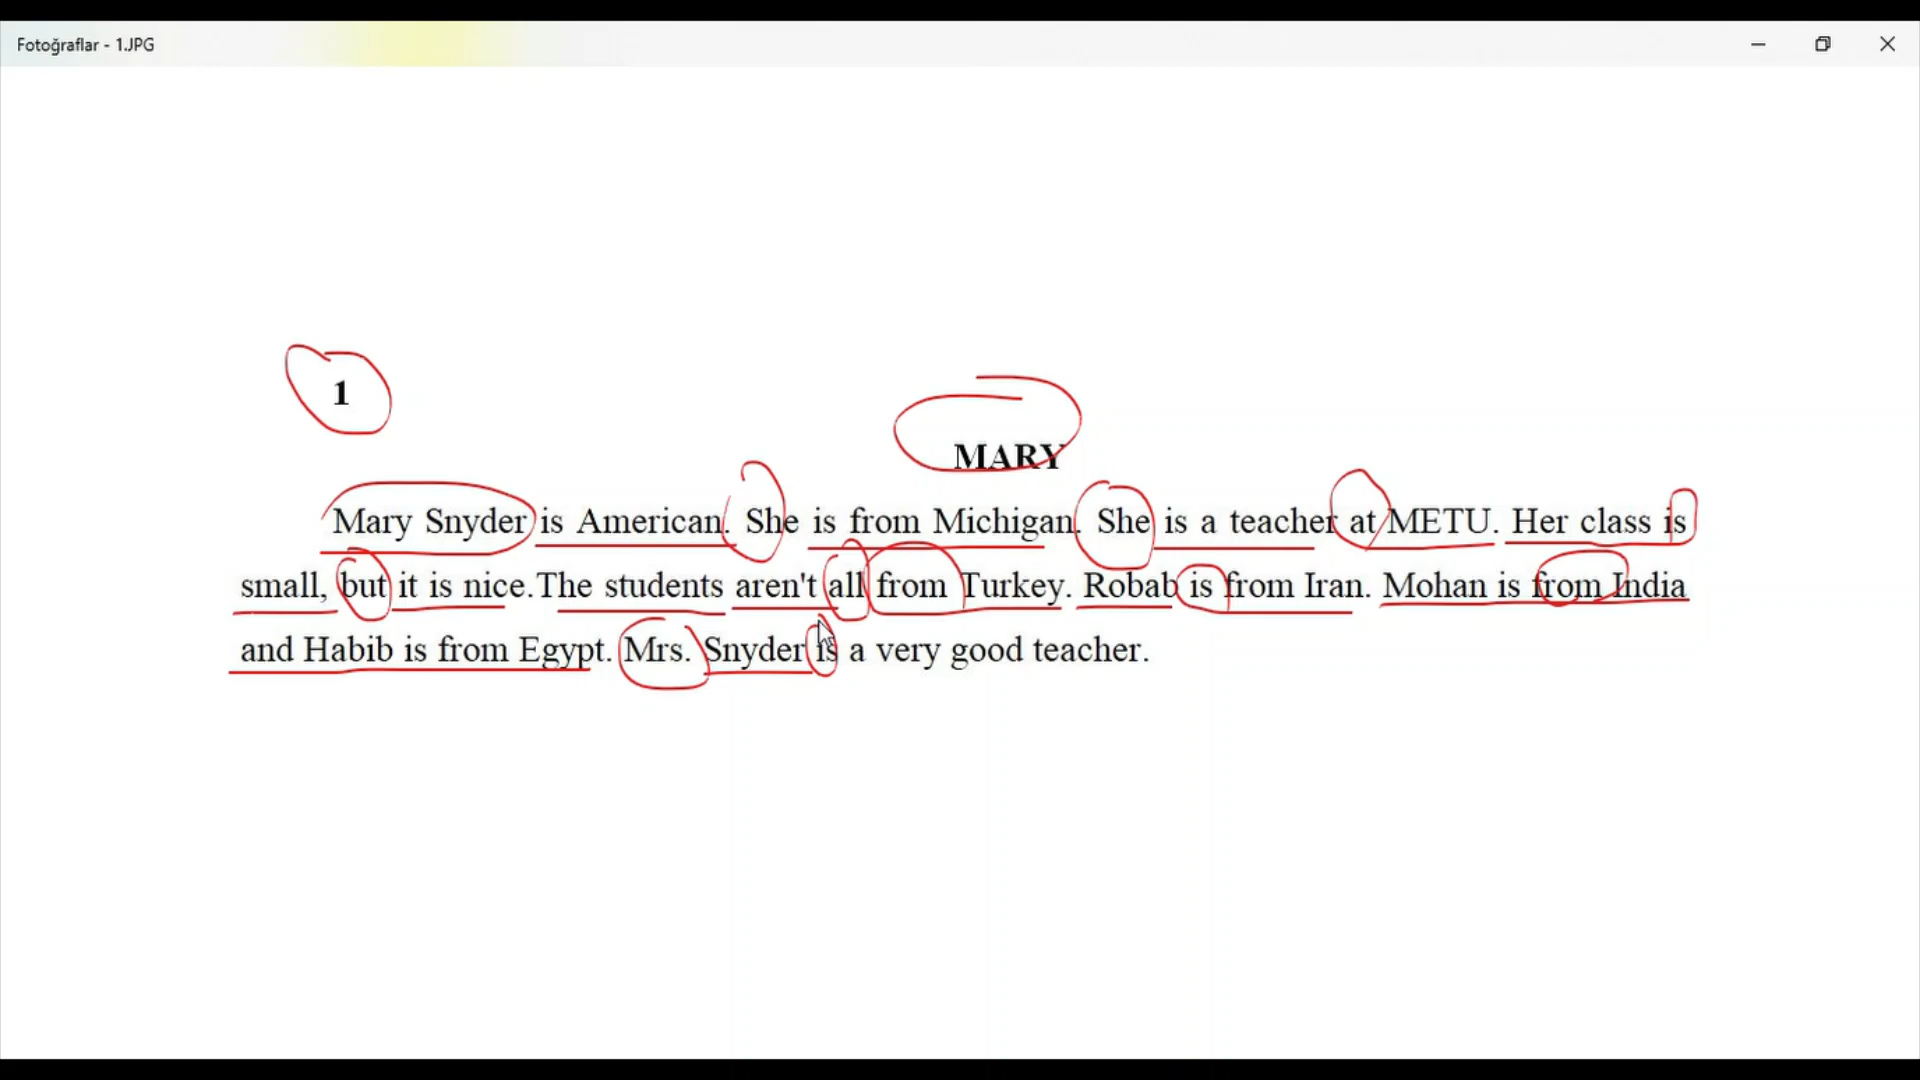 Fotoğraflar - 1.JPG
1
MARY
Mary Snyder is American. She is from Michigan. She is a teacher at METU. Her class is
small, but it is nice.The students aren't all from Turkey. Robab is from Iran. Mohan is from India
and Habib is from Egypt. Mrs. Snyder is a very good teacher.